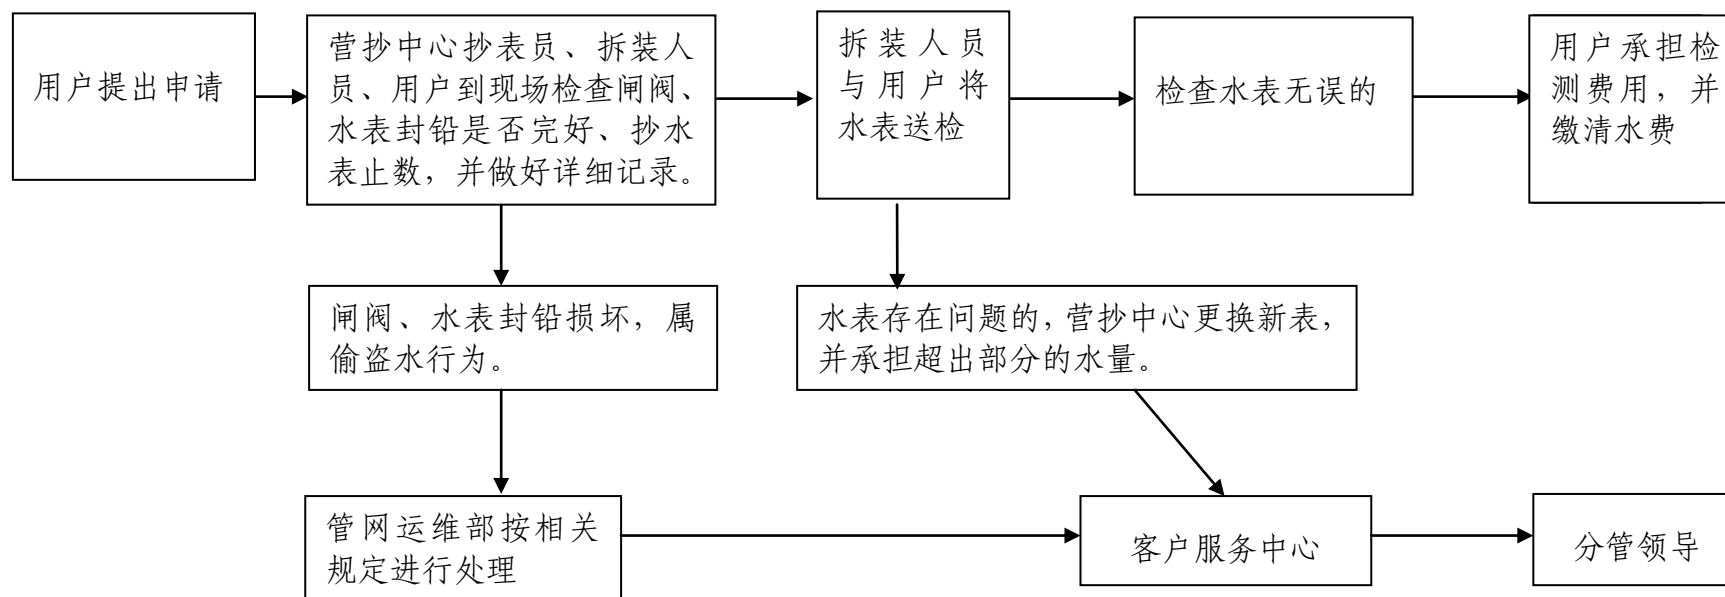 用户提出申请
营抄中心抄表员、拆装人
员、用户到现场检查闸阀、
水表封铅是否完好、抄水
表止数，并做好详细记录。
拆装人员
与用户将
水表送检
检查水表无误的
用户承担检
测费用，并
缴清水费
闸阀、水表封铅损坏，属
偷盗水行为。
水表存在问题的，营抄中心更换新表，
并承担超出部分的水量。
管网运维部按相关
规定进行处理
客户服务中心
分管领导